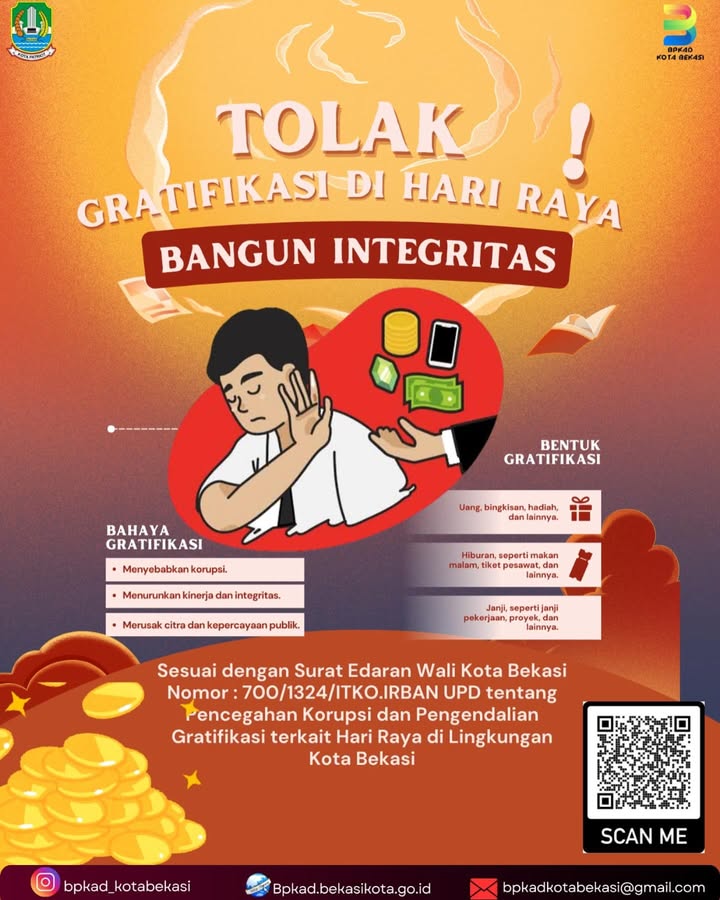 KOTA PATRIOT
BPKAD
KOTA BEKASI
TOLAK !
GRATIFIKASI DI HARI RAYA
BANGUN INTEGRITAS
BENTUK
GRATIFIKASI
Uang, bingkisan, hadiah,
dan lainnya.
Hiburan, seperti makan
malam, tiket pesawat, dan
lainnya.
Janji, seperti janji
pekerjaan, proyek, dan
lainnya.
BAHAYA
GRATIFIKASI
• Menyebabkan korupsi.
• Menurunkan kinerja dan integritas.
• Merusak citra dan kepercayaan publik.
Sesuai dengan Surat Edaran Wali Kota Bekasi
Nomor : 700/1324/ITKO.IRBAN UPD tentang
Pencegahan Korupsi dan Pengendalian
Gratifikasi terkait Hari Raya di Lingkungan
Kota Bekasi
SCAN ME
bpkad_kotabekasi
Bpkad.bekasikota.go.id
bpkadkotabekasi@gmail.com